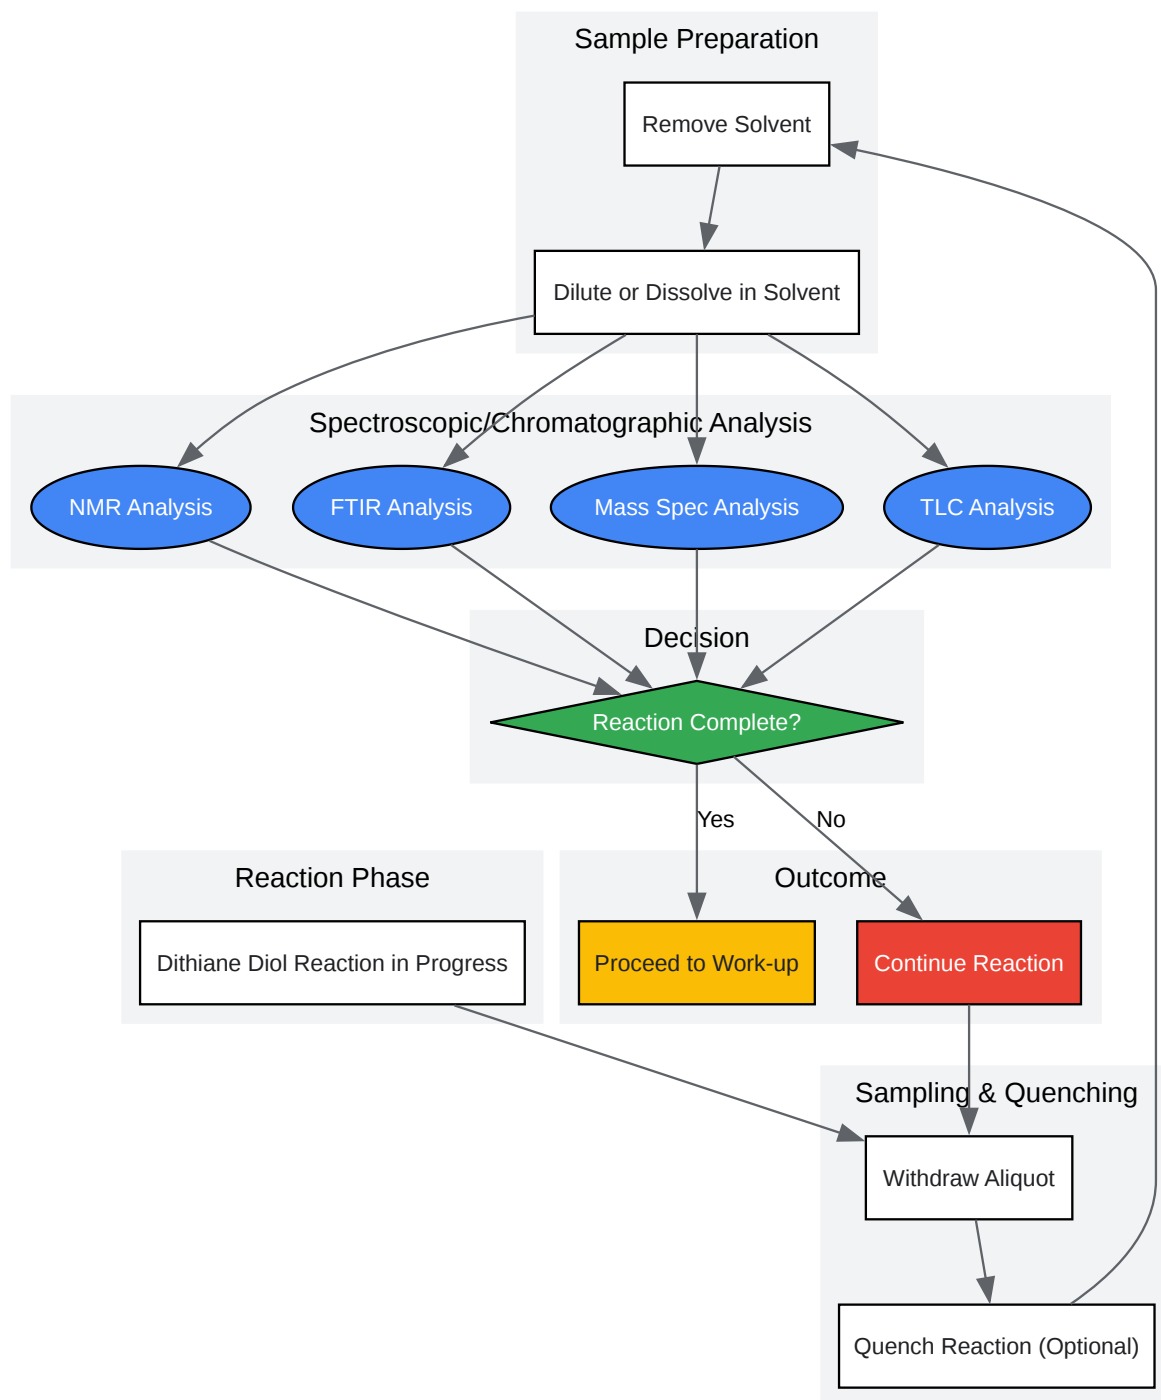 Sample Preparation
Remove Solvent
Dilute or Dissolve in Solvent
Spectroscopic/Chromatographic Analysis
NMR Analysis
FTIR Analysis
Mass Spec Analysis
TLC Analysis
Decision
Reaction Complete?
Yes
No
Reaction Phase
Outcome
Dithiane Diol Reaction in Progress
Proceed to Work-up
Continue Reaction
Sampling & Quenching
Withdraw Aliquot
Quench Reaction (Optional)